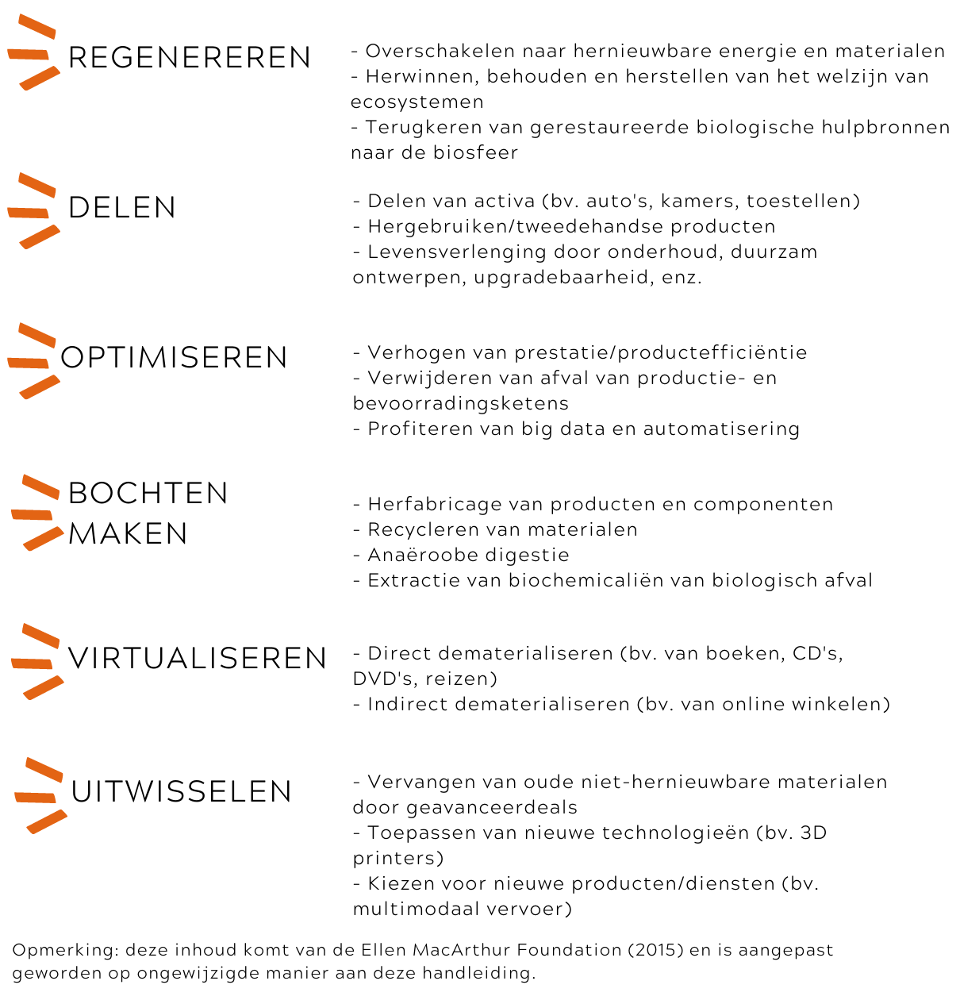 REGENEREREN
- Overschakelen naar hernieuwbare energie en materialen
- Herwinnen, behouden en herstellen van het welzijn van
ecosystemen
- Terugkeren van gerestaureerde biologische hulpbronnen
naar de biosfeer
DELEN
- Delen van activa (bv. auto's, kamers, toestellen)
- Hergebruiken/tweedehandse producten
- Levensverlenging door onderhoud, duurzam
ontwerpen, upgradebaarheid, enz.
OPTIMISEREN
- Verhogen van prestatie/productefficiëntie
- Verwijderen van afval van productie- en
bevoorradingsketens
- Profiteren van big data en automatisering
BOCHTEN
MAKEN
- Herfabricage van producten en componenten
- Recycleren van materialen
- Anaëroobe digestie
- Extractie van biochemicaliën van biologisch afval
VIRTUALISEREN
- Direct dematerialiseren (bv. van boeken, CD's,
DVD's, reizen)
- Indirect dematerialiseren (bv. van online winkelen)
UITWISSELEN
- Vervangen van oude niet-hernieuwbare materialen
door geavanceerdeals
- Toepassen van nieuwe technologieën (bv. 3D
printers)
- Kiezen voor nieuwe producten/diensten (bv.
multimodaal vervoer)
Opmerking: deze inhoud komt van de Ellen MacArthur Foundation (2015) en is aangepast
geworden op ongewijzigde manier aan deze handleiding.